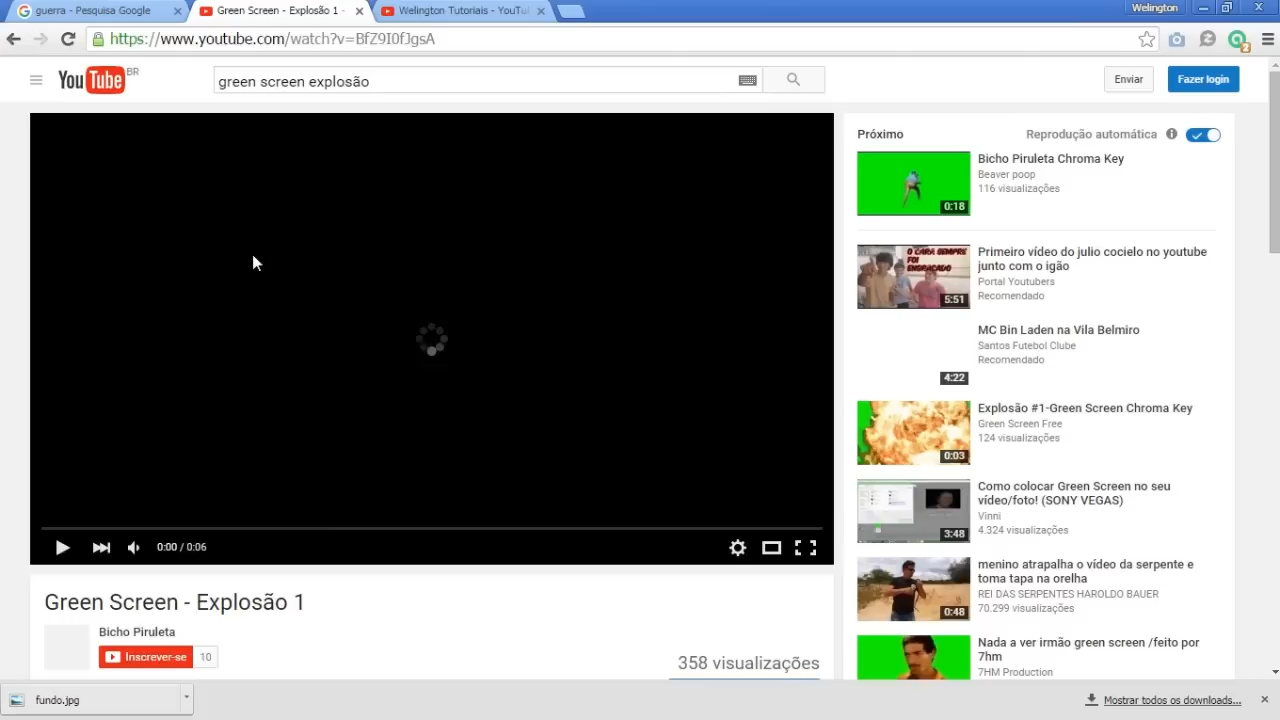 guerra - Pesquisa Google
Green Screen - Explosão 1 -
Welington Tutoriais - YouTu
Welington
https://www.youtube.com/watch?v=BfZ9I0fJgsA
2
YouTube BR
green screen explosão
Enviar
Fazer login
Próximo
Reprodução automática
Bicho Piruleta Chroma Key
Beaver poop
116 visualizações
0:18
O CARA SEMPRE
FOI
ENGRAÇADO
5:51
Primeiro vídeo do julio cocielo no youtube
junto com o igão
Portal Youtubers
Recomendado
MC Bin Laden na Vila Belmiro
Santos Futebol Clube
Recomendado
4:22
Explosão #1-Green Screen Chroma Key
Green Screen Free
124 visualizações
0:03
Como colocar Green Screen no seu
vídeo/foto! (SONY VEGAS)
Vinni
4.324 visualizações
3:48
menino atrapalha o vídeo da serpente e
toma tapa na orelha
REI DAS SERPENTES HAROLDO BAUER
70.299 visualizações
0:48
Nada a ver irmão green screen /feito por
7hm
7HM Production
0:00 / 0:06
Green Screen - Explosão 1
Bicho Piruleta
Inscrever-se
10
358 visualizações
fundo.jpg
Mostrar todos os downloads...